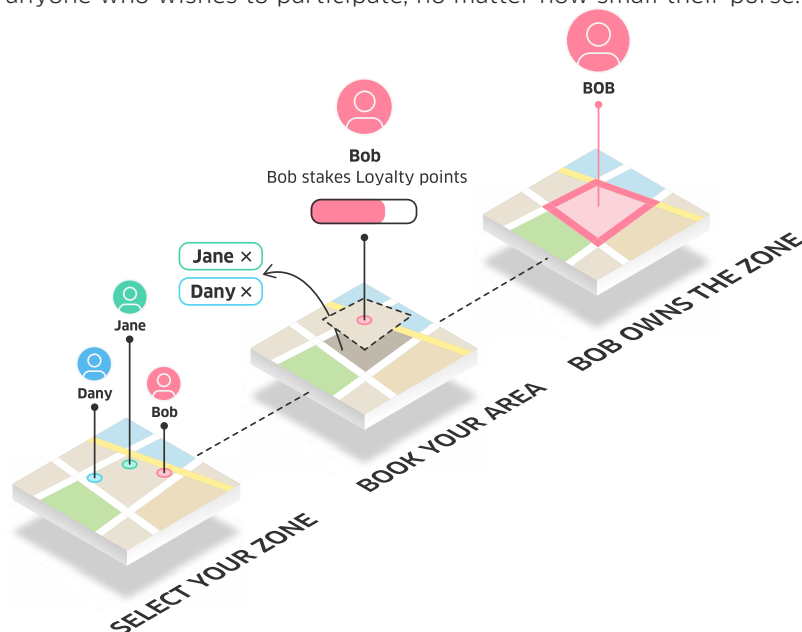 anyone who wishes to participate, no matter how small their purse.
BOB
Bob
Bob stakes Loyalty points
Jane ×
Dany ×
Jane
Dany
Bob
SELECT YOUR ZONE
BOOK YOUR AREA
BOB OWNS THE ZONE